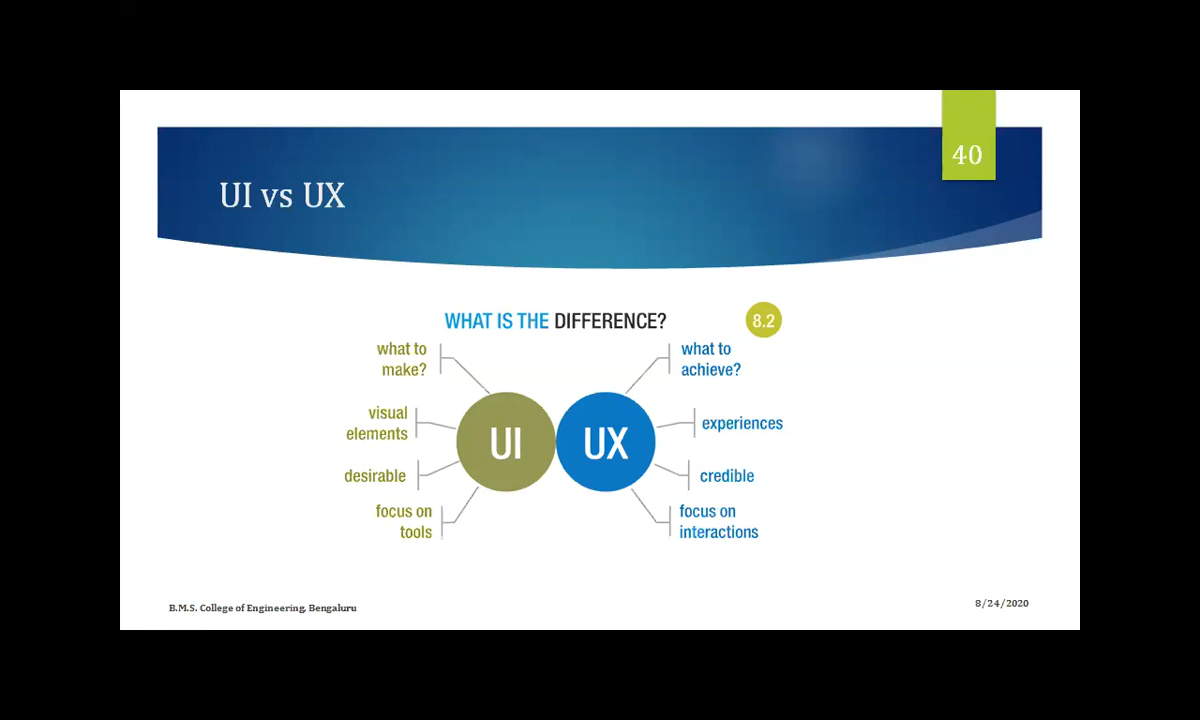 40
UI vs UX
WHAT IS THE DIFFERENCE?
8.2
what to
make?
visual
elements
desirable
focus on
tools
UI
UX
what to
achieve?
experiences
credible
focus on
interactions
B.M.S. College of Engineering, Bengaluru
8/24/2020